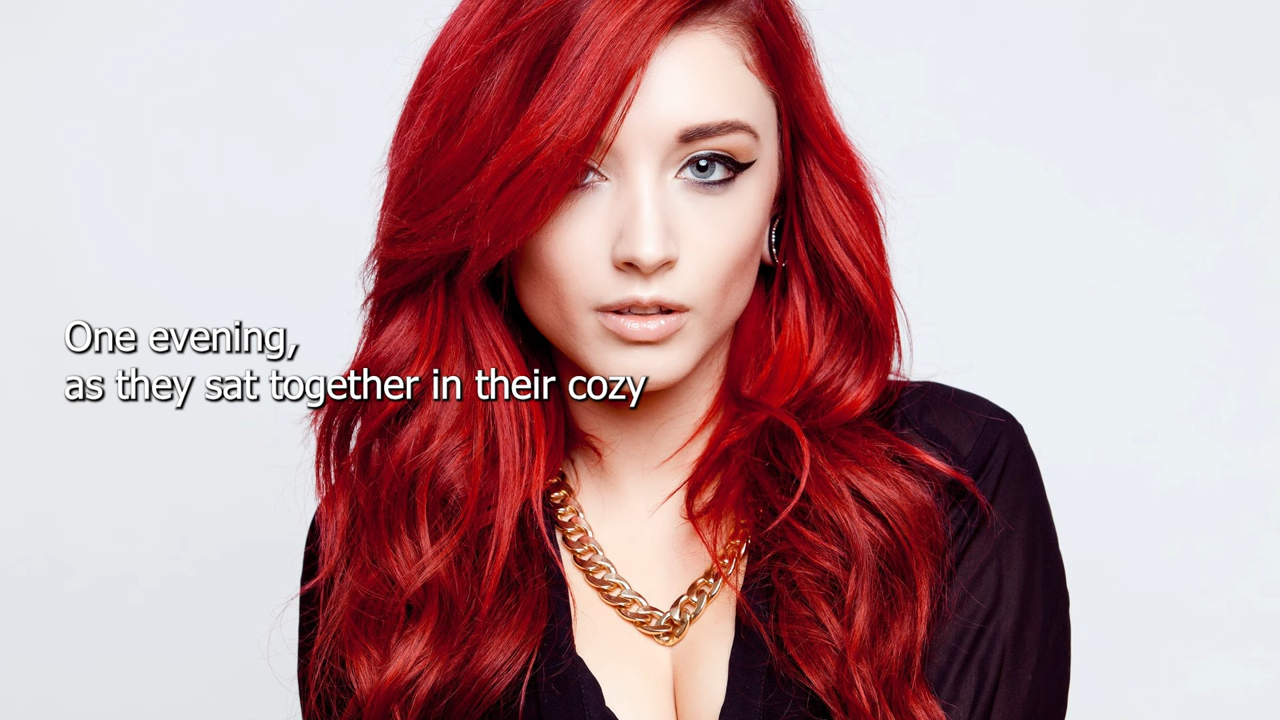 One evening,
as they sat together in their cozy